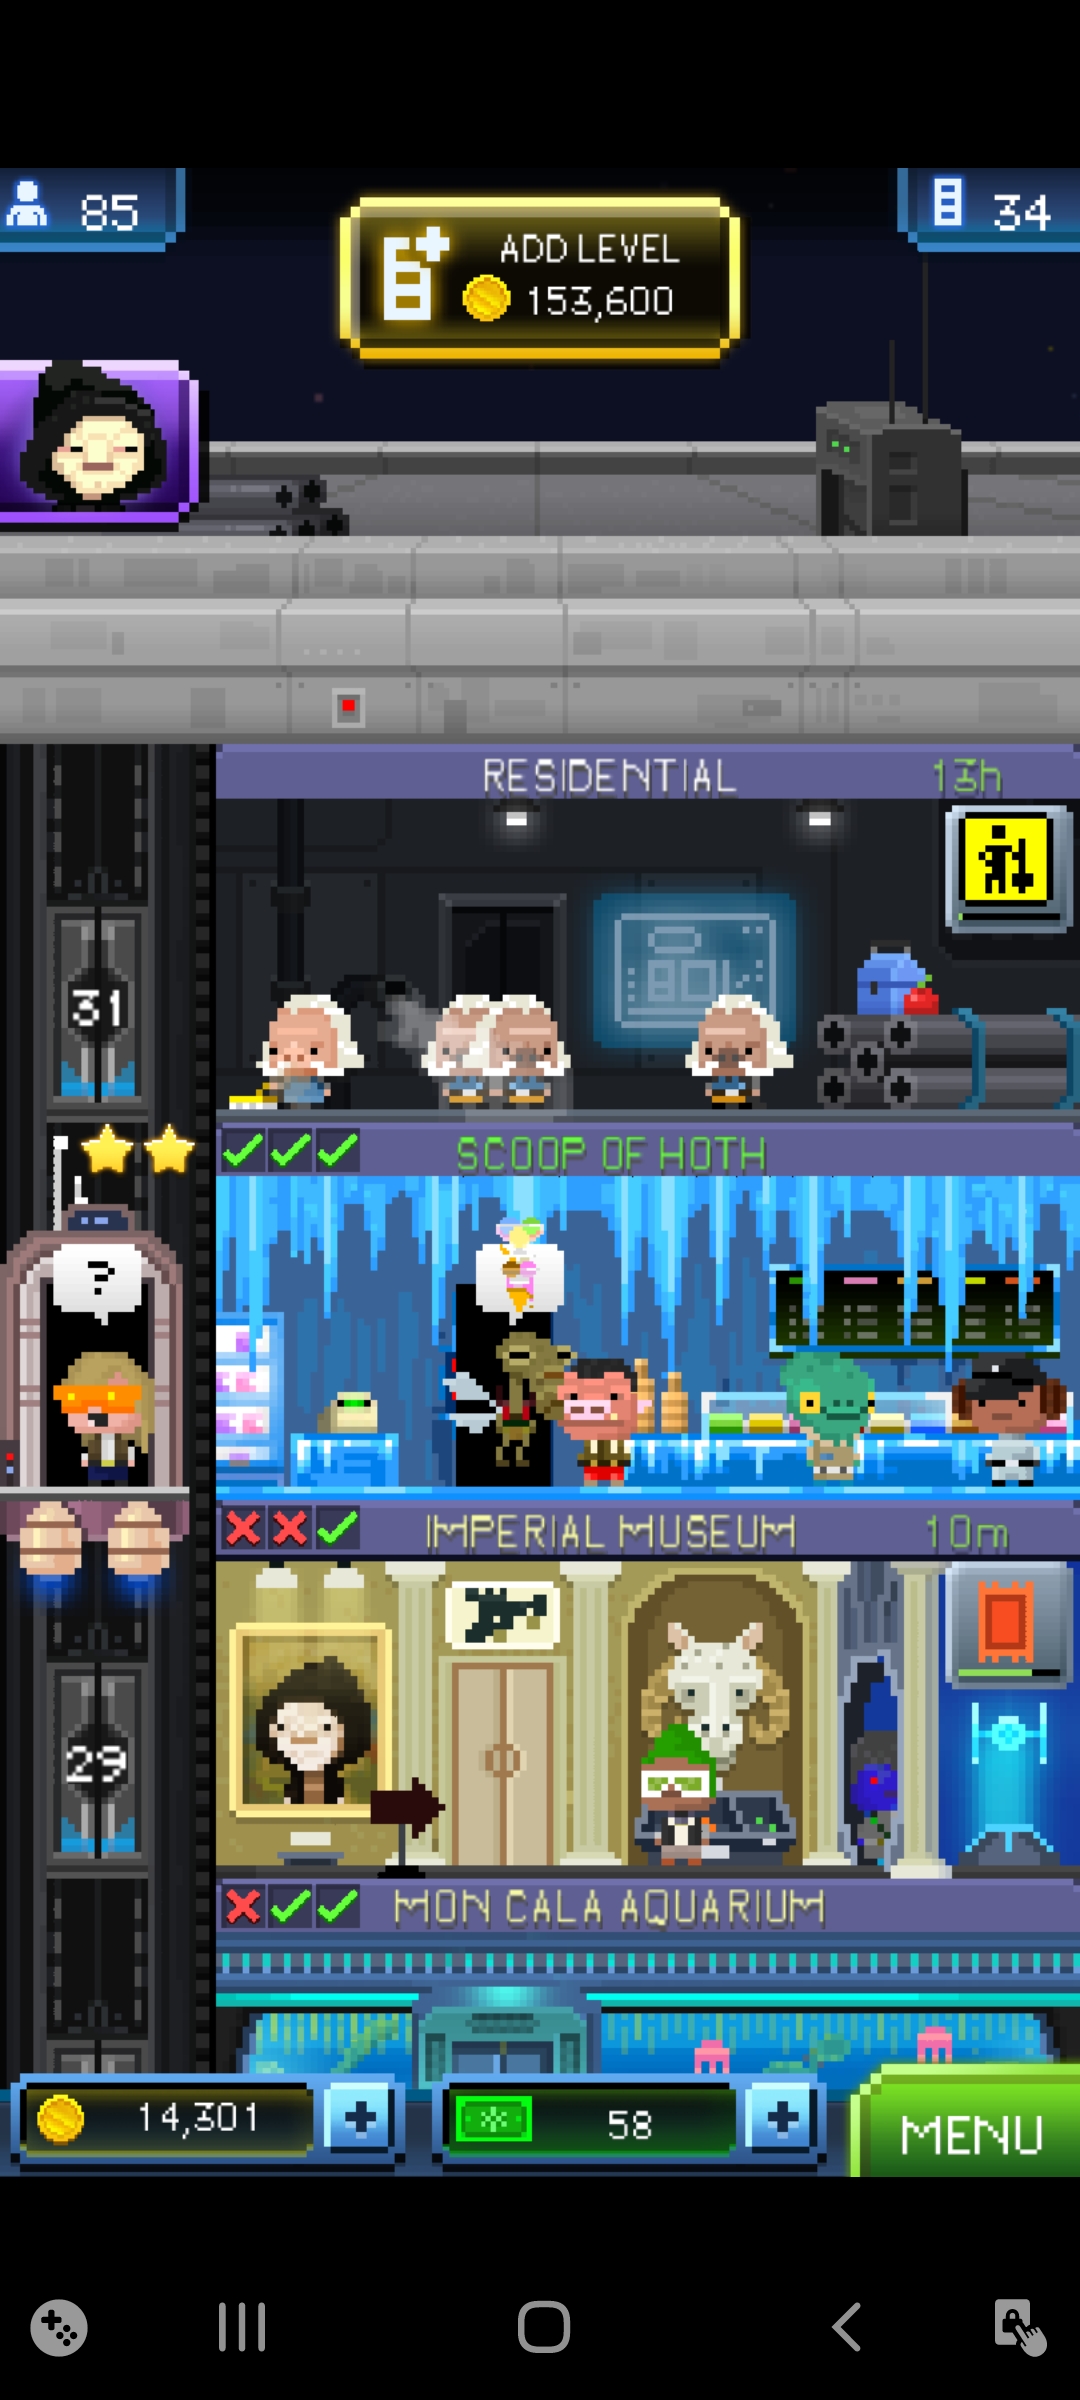 85
ADD LEVEL
153,600
34
RESIDENTIAL 13h
31
SCOOP OF HOTH
?
IMPERIAL MUSEUM 10m
29
MON CALA AQUARIUM
14,301 + 58 + MENU